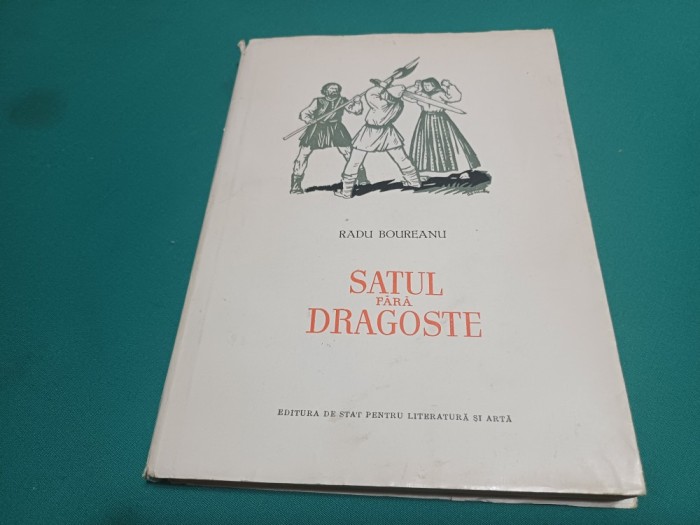 RADU BOUREANU
SATUL
FĂRĂ
DRAGOSTE
EDITURA DE STAT PENTRU LITERATURĂ ȘI ARTĂ